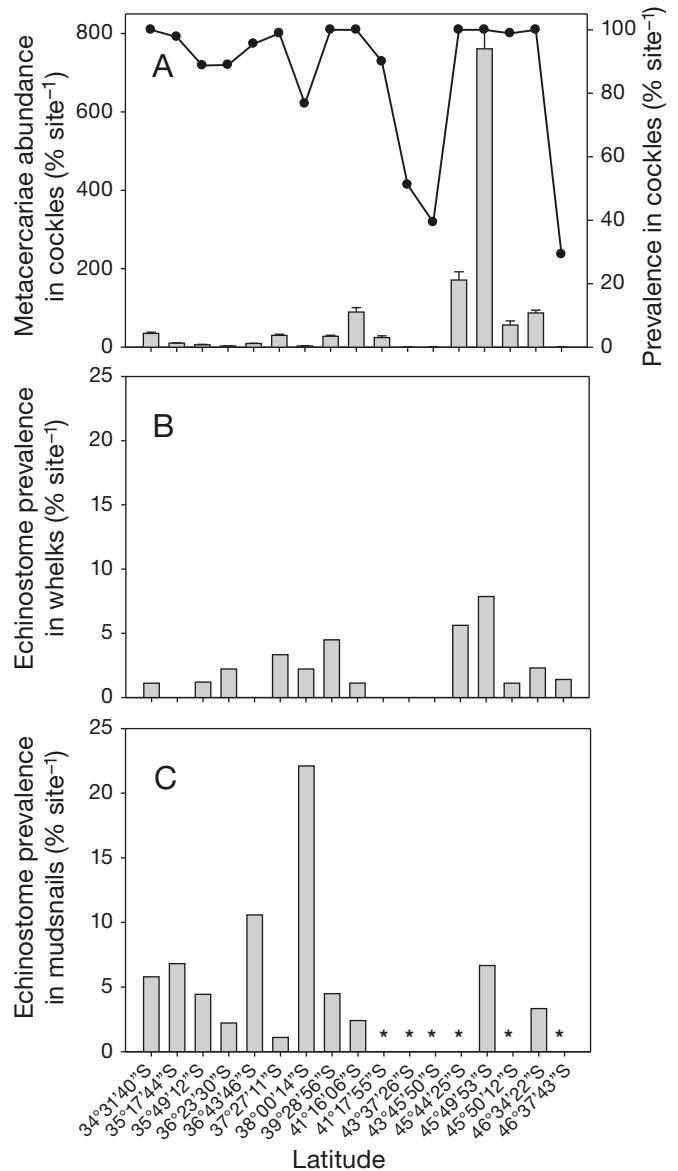 800
600
400
200
0
Metacercariae abundance
in cockles (% site⁻¹)
A
100
80
60
40
20
0
Prevalence in cockles (% site⁻¹)
25
20
15
10
5
0
Echinostome prevalence
in whelks (% site⁻¹)
B
25
20
15
10
5
0
Echinostome prevalence
in mudsnails (% site⁻¹)
C
* * * * * *
34°31'40"S
35°17'44"S
35°49'12"S
36°23'30"S
36°43'46"S
37°27'11"S
38°00'14"S
39°28'56"S
41°16'06"S
41°17'55"S
43°37'26"S
43°45'50"S
45°44'25"S
45°49'53"S
45°50'12"S
46°34'22"S
46°37'43"S
Latitude